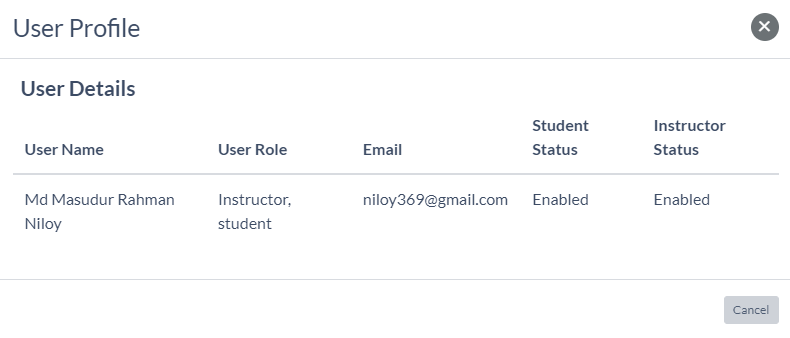 User Profile
User Details
User Name User Role Email Student Status Instructor Status
Md Masudur Rahman Niloy Instructor, student niloy369@gmail.com Enabled Enabled
Cancel